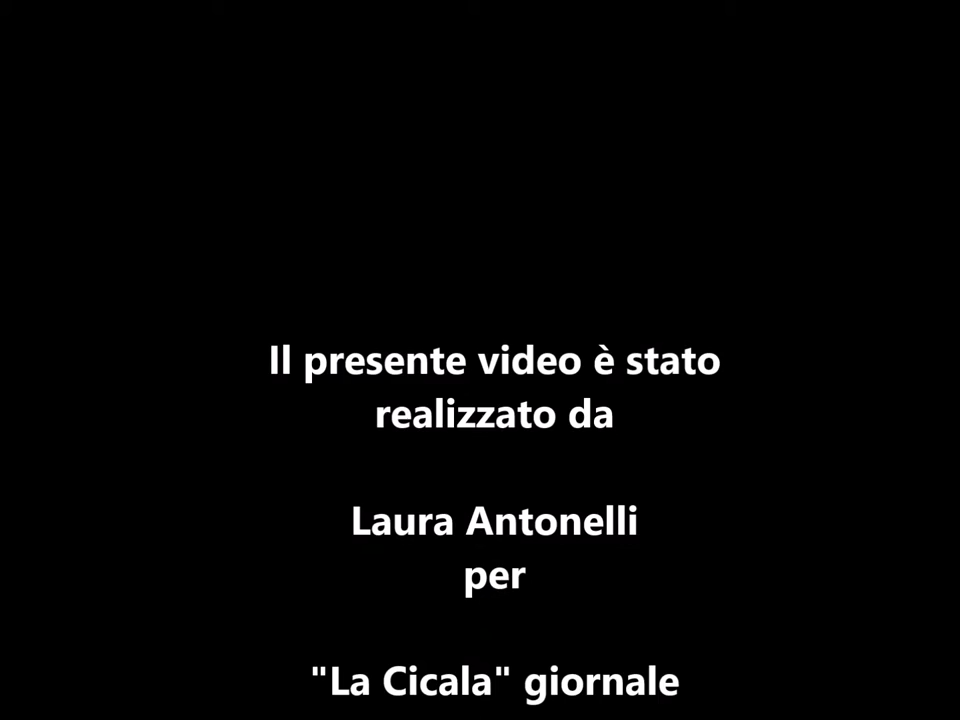 Il presente video è stato
realizzato da
Laura Antonelli
per
"La Cicala" giornale